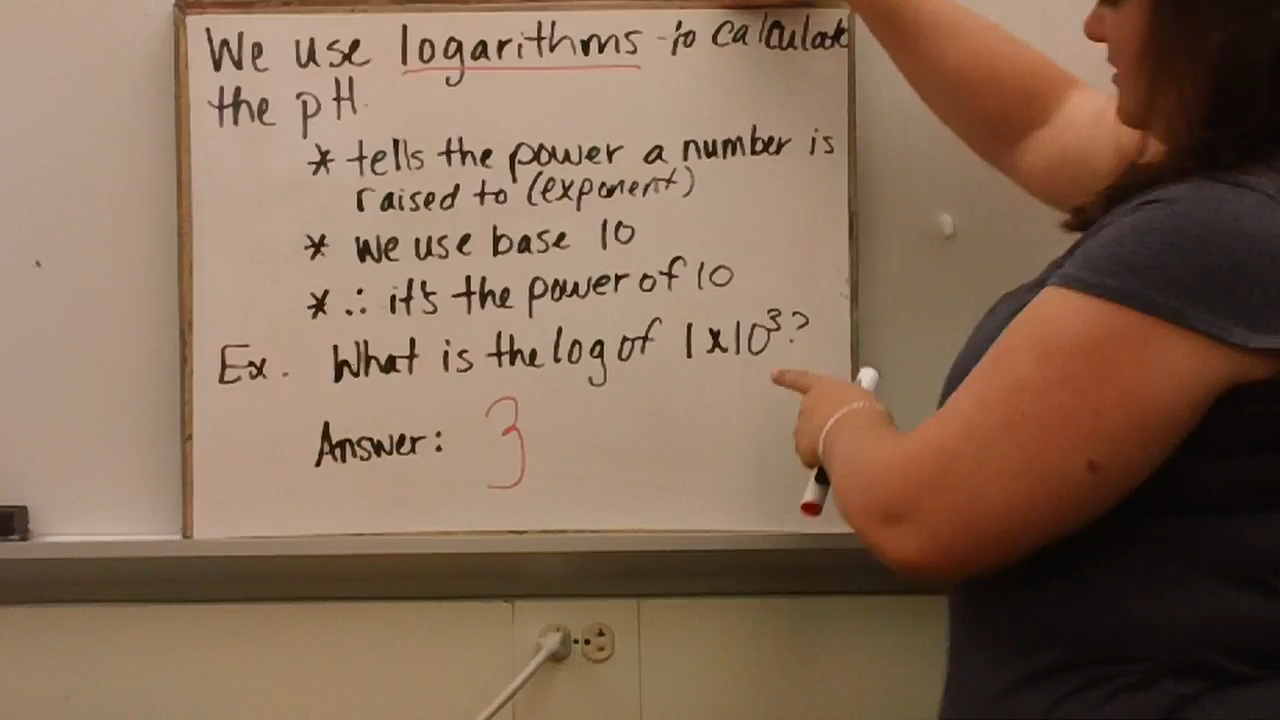 We use logarithms to calculate
the pH.
* tells the power a number is
raised to (exponent)
* we use base 10
* ∴ it's the power of 10
Ex. What is the log of 1x10³?
Answer: 3